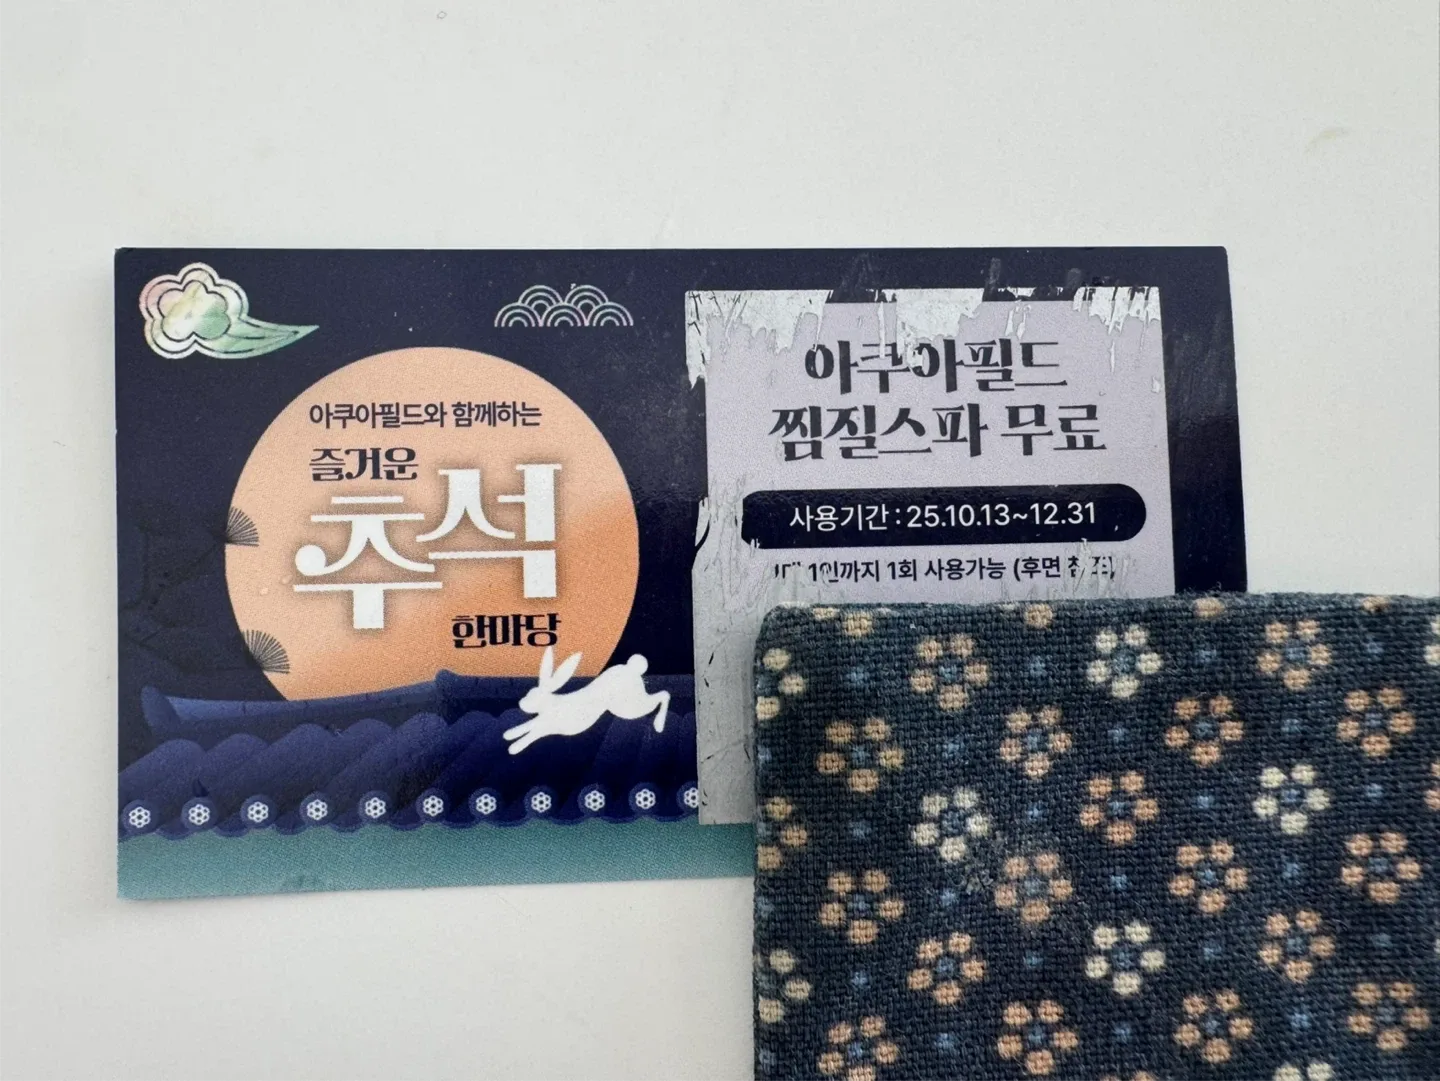 아쿠아필드와 함께하는
즐거운
추석
한마당
아쿠아필드
찜질스파 무료
사용기간 : 25.10.13~12.31
1인까지 1회 사용가능 (후면 참조)